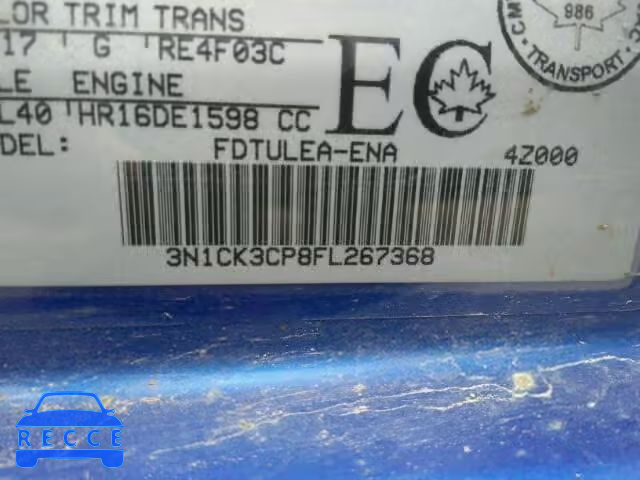 LOR TRIM TRANS
17 G RE4F03C
LE ENGINE
L40 HR16DE1598 CC
EC
986
TRANSPORT
DEL: FDTULEA-ENA 4Z000
3N1CK3CP8FL267368
RECCE